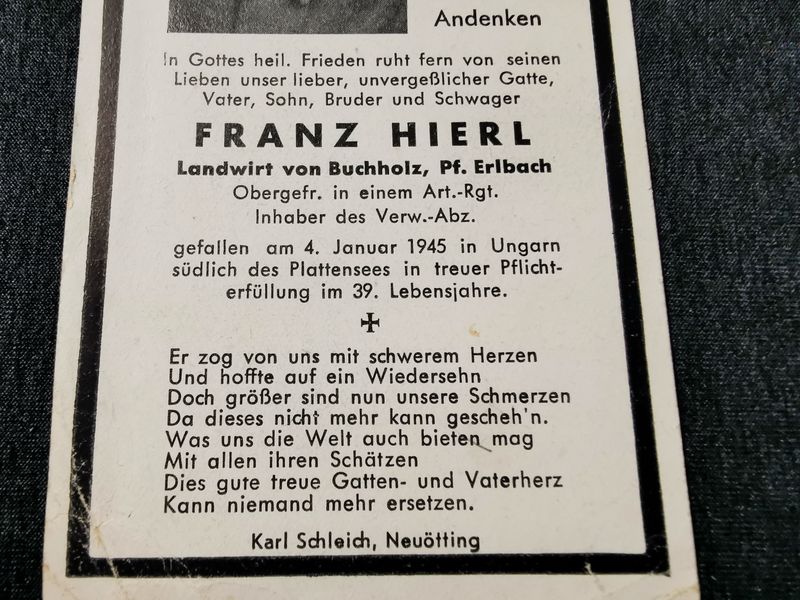 Andenken
In Gottes heil. Frieden ruht fern von seinen
Lieben unser lieber, unvergeßlicher Gatte,
Vater, Sohn, Bruder und Schwager
FRANZ HIERL
Landwirt von Buchholz, Pf. Erlbach
Obergefr. in einem Art.-Rgt.
Inhaber des Verw.-Abz.
gefallen am 4. Januar 1945 in Ungarn
südlich des Plattensees in treuer Pflicht-
erfüllung im 39. Lebensjahre.
Er zog von uns mit schwerem Herzen
Und hoffte auf ein Wiedersehn
Doch größer sind nun unsere Schmerzen
Da dieses nicht mehr kann gescheh'n.
Was uns die Welt auch bieten mag
Mit allen ihren Schätzen
Dies gute treue Gatten- und Vaterherz
Kann niemand mehr ersetzen.
Karl Schleich, Neuötting